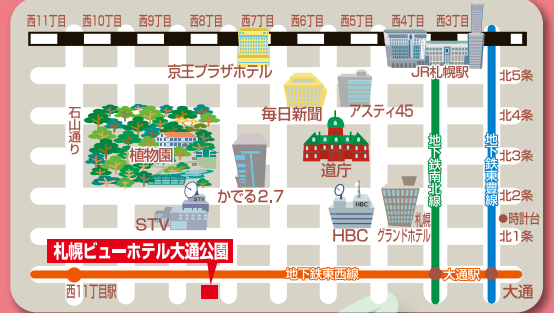 西11丁目 西10丁目 西9丁目 西8丁目 西7丁目 西6丁目 西5丁目 西4丁目 西3丁目
京王プラザホテル
JR札幌駅
北5条
毎日新聞
アスティ45
石山通り
北4条
植物園
道庁
地下鉄南北線
地下鉄東豊線
北3条
かでる2.7
北2条
STV
HBC
札幌
グランドホテル
時計台
STV
HBC
北1条
札幌ビューホテル大通公園
地下鉄東西線
大通駅
西11丁目駅
大通